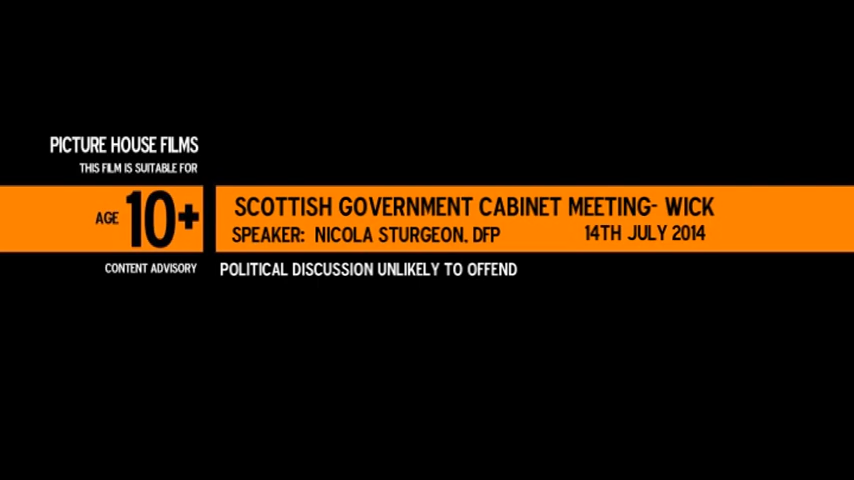 PICTURE HOUSE FILMS
THIS FILM IS SUITABLE FOR
AGE 10+
SCOTTISH GOVERNMENT CABINET MEETING- WICK
SPEAKER: NICOLA STURGEON, DFP 14TH JULY 2014
CONTENT ADVISORY POLITICAL DISCUSSION UNLIKELY TO OFFEND